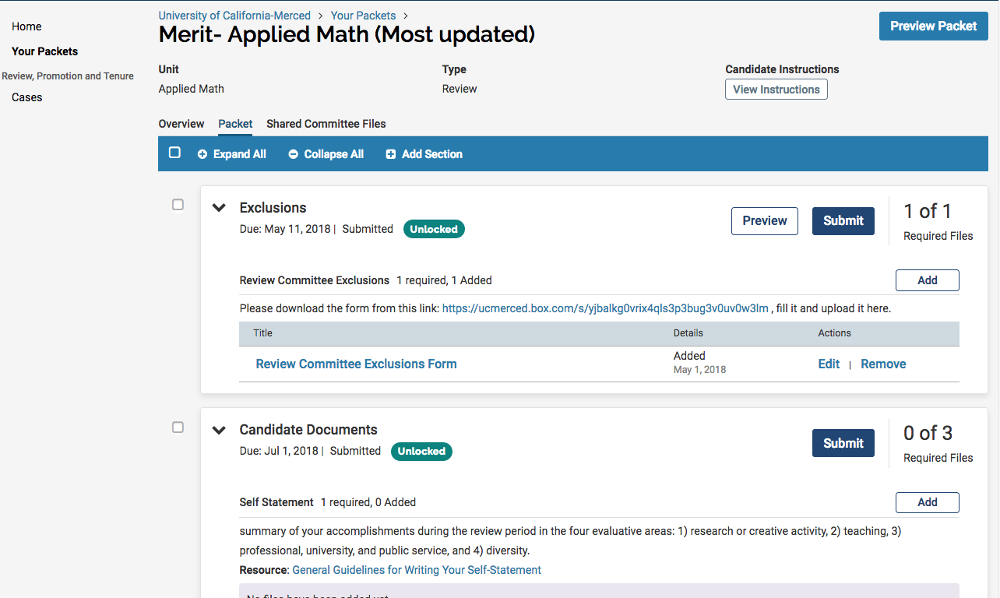 Home
Your Packets
Review, Promotion and Tenure
Cases
University of California-Merced > Your Packets >
Merit- Applied Math (Most updated)
Preview Packet
Unit
Applied Math
Type
Review
Candidate Instructions
View Instructions
Overview Packet Shared Committee Files
Expand All Collapse All Add Section
Exclusions
Due: May 11, 2018 | Submitted Unlocked
Preview Submit
1 of 1
Required Files
Review Committee Exclusions 1 required, 1 Added Add
Please download the form from this link: https://ucmerced.box.com/s/yjbalkg0vrix4qls3p3bug3v0uv0w3lm , fill it and upload it here.
Title Details Actions
Review Committee Exclusions Form
Added
May 1, 2018
Edit | Remove
Candidate Documents
Due: Jul 1, 2018 | Submitted Unlocked
Submit
0 of 3
Required Files
Self Statement 1 required, 0 Added Add
summary of your accomplishments during the review period in the four evaluative areas: 1) research or creative activity, 2) teaching, 3)
professional, university, and public service, and 4) diversity.
Resource: General Guidelines for Writing Your Self-Statement
No files have been added yet